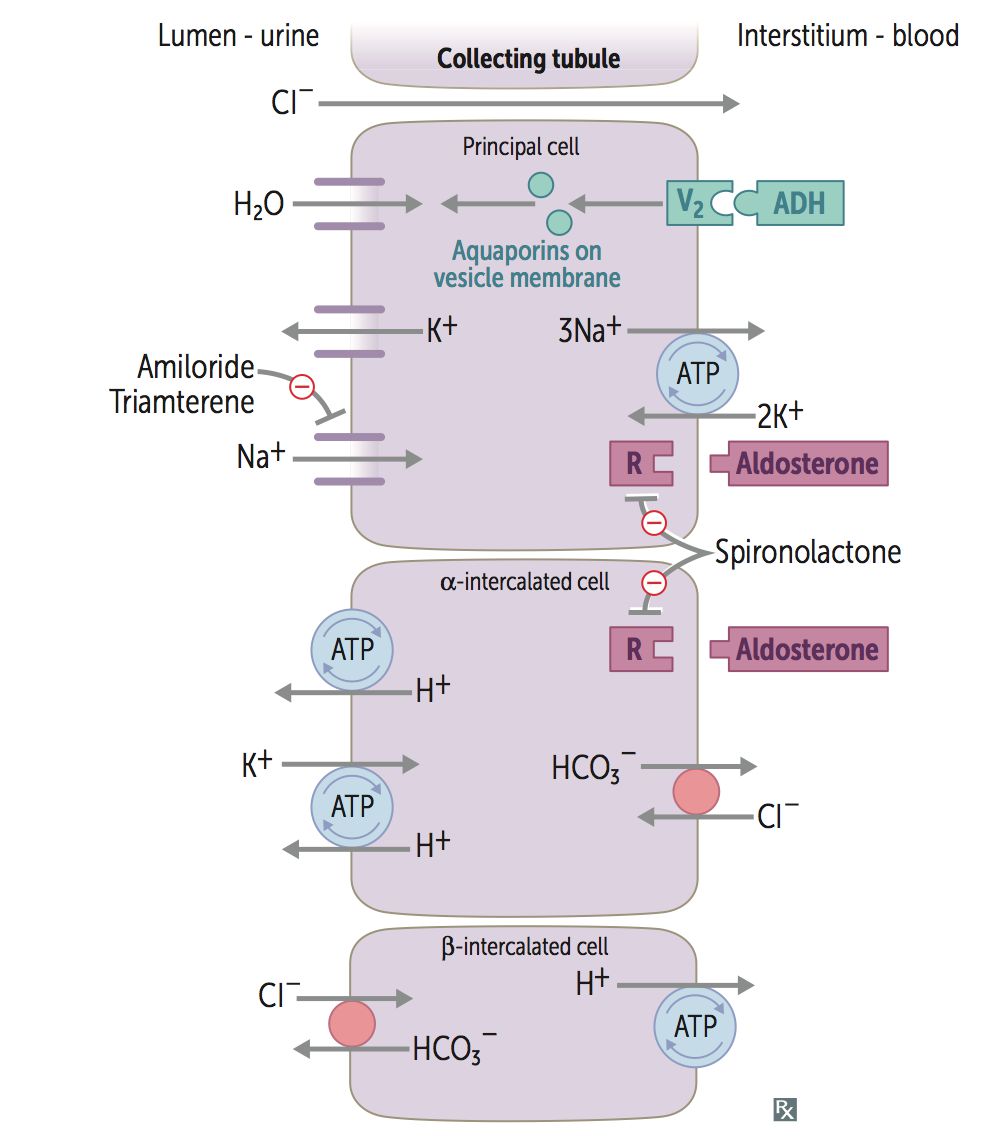 Lumen - urine
Collecting tubule
Interstitium - blood
Cl⁻
Principal cell
H₂O
V₂
ADH
Aquaporins on
vesicle membrane
K⁺
3Na⁺
Amiloride
Triamterene
ATP
2K⁺
Na⁺
R
Aldosterone
Spironolactone
α-intercalated cell
ATP
R
Aldosterone
H⁺
K⁺
HCO₃⁻
ATP
Cl⁻
H⁺
β-intercalated cell
Cl⁻
H⁺
ATP
HCO₃⁻
℞